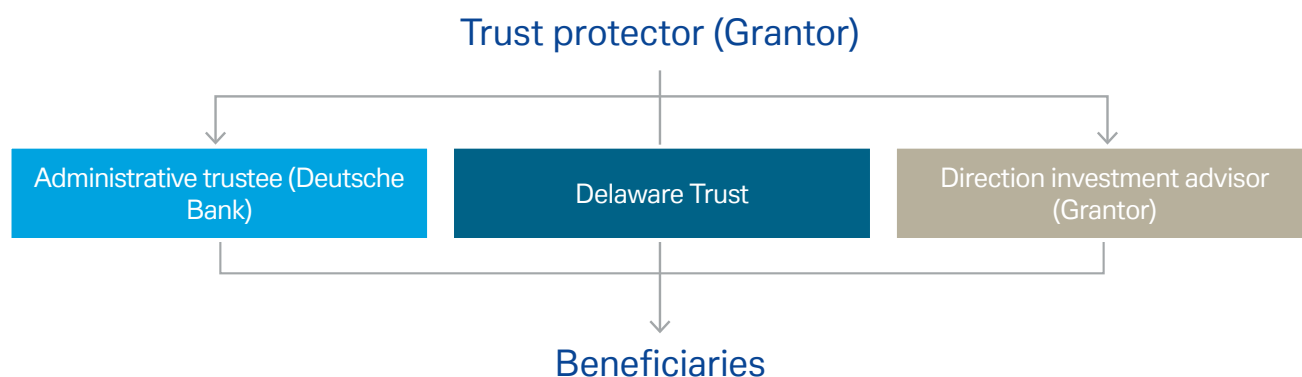 Trust protector (Grantor)
Administrative trustee (Deutsche
Bank)
Delaware Trust
Direction investment advisor
(Grantor)
Beneficiaries